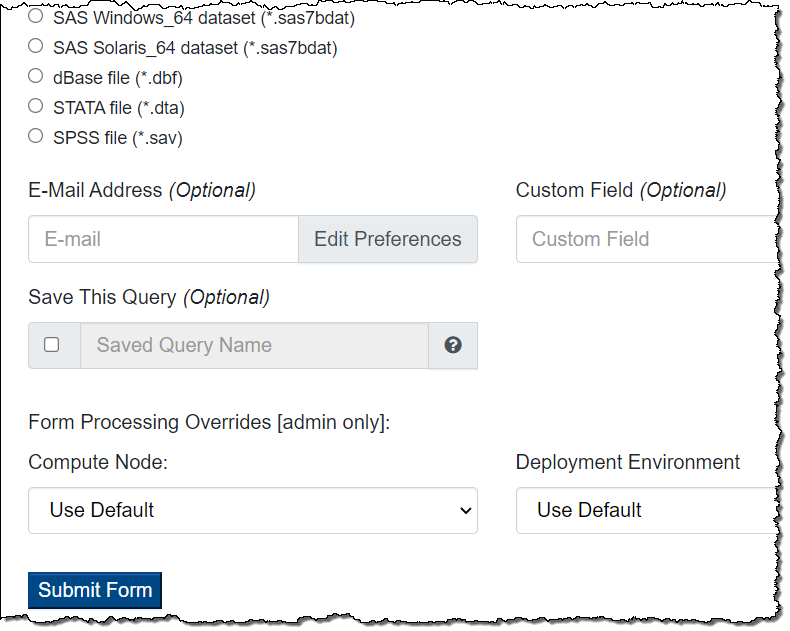 SAS Windows_64 dataset (*.sas7bdat)
SAS Solaris_64 dataset (*.sas7bdat)
dBase file (*.dbf)
STATA file (*.dta)
SPSS file (*.sav)
E-Mail Address (Optional)
Custom Field (Optional)
E-mail
Edit Preferences
Custom Field
Save This Query (Optional)
Saved Query Name
?
Form Processing Overrides [admin only]:
Compute Node:
Deployment Environment
Use Default
Use Default
Submit Form